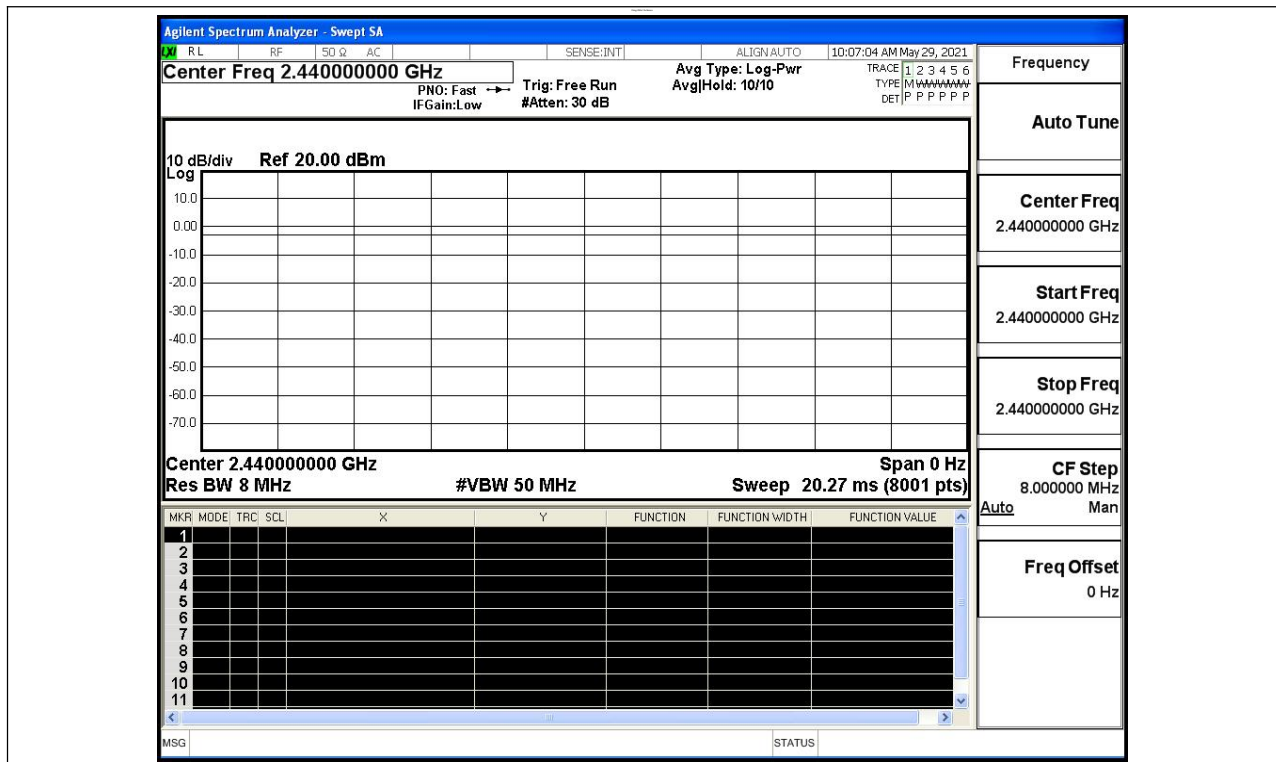 Agilent Spectrum Analyzer - Swept SA
LXI RL RF 50 Ω AC SENSE:INT ALIGN AUTO 10:07:04 AM May 29, 2021
Center Freq 2.440000000 GHz
PNO: Fast
IFGain:Low
Trig: Free Run
#Atten: 30 dB
Avg Type: Log-Pwr
Avg|Hold: 10/10
TRACE 1 2 3 4 5 6
TYPE M WWWWW
DET P P P P P P
10 dB/div Ref 20.00 dBm
Log
10.0
0.00
-10.0
-20.0
-30.0
-40.0
-50.0
-60.0
-70.0
Center 2.440000000 GHz Span 0 Hz
Res BW 8 MHz #VBW 50 MHz Sweep 20.27 ms (8001 pts)
MKR MODE TRC SCL X Y FUNCTION FUNCTION WIDTH FUNCTION VALUE
1
2
3
4
5
6
7
8
9
10
11
MSG STATUS
Frequency
Auto Tune
Center Freq
2.440000000 GHz
Start Freq
2.440000000 GHz
Stop Freq
2.440000000 GHz
CF Step
8.000000 MHz
Auto Man
Freq Offset
0 Hz